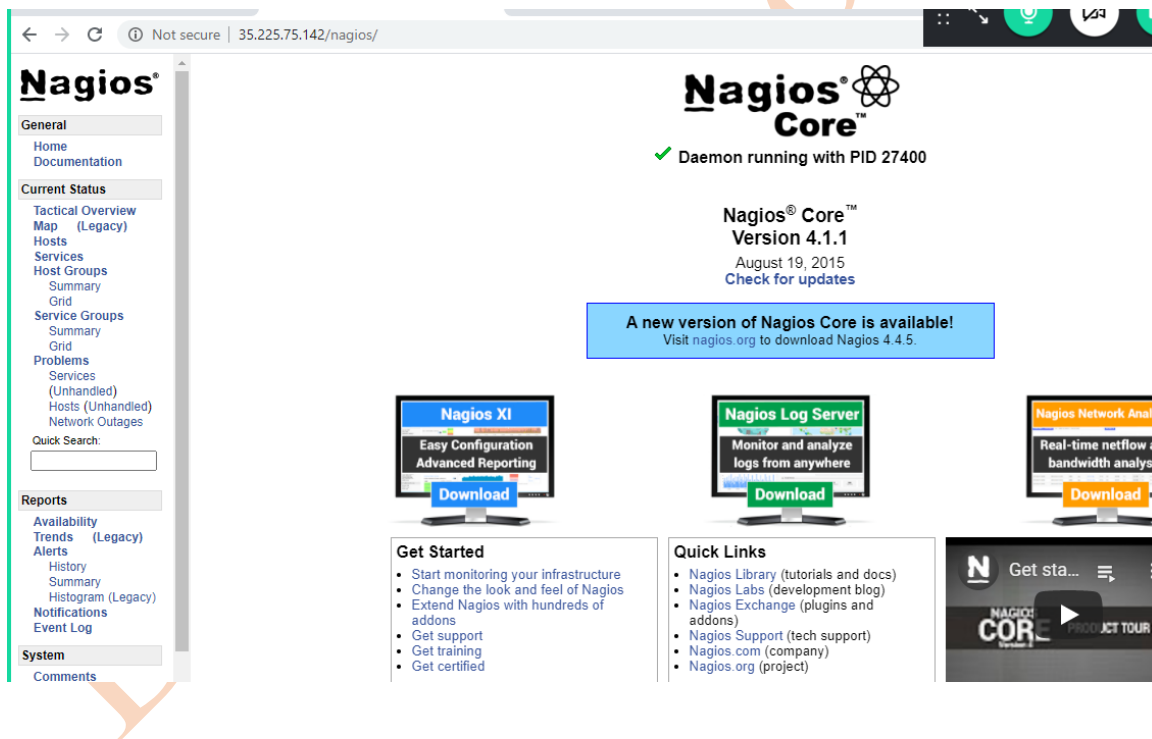 Not secure | 35.225.75.142/nagios/
Nagios®
General
Home
Documentation
Current Status
Tactical Overview
Map (Legacy)
Hosts
Services
Host Groups
Summary
Grid
Service Groups
Summary
Grid
Problems
Services
(Unhandled)
Hosts (Unhandled)
Network Outages
Quick Search:
Reports
Availability
Trends (Legacy)
Alerts
History
Summary
Histogram (Legacy)
Notifications
Event Log
System
Comments
Nagios®
Core™
Daemon running with PID 27400
Nagios® Core™
Version 4.1.1
August 19, 2015
Check for updates
A new version of Nagios Core is available!
Visit nagios.org to download Nagios 4.4.5.
Nagios XI
Easy Configuration
Advanced Reporting
Download
Nagios Log Server
Monitor and analyze
logs from anywhere
Download
Nagios Network Anal
Real-time netflow a
bandwidth analys
Download
Get Started
• Start monitoring your infrastructure
• Change the look and feel of Nagios
• Extend Nagios with hundreds of
addons
• Get support
• Get training
• Get certified
Quick Links
• Nagios Library (tutorials and docs)
• Nagios Labs (development blog)
• Nagios Exchange (plugins and
addons)
• Nagios Support (tech support)
• Nagios.com (company)
• Nagios.org (project)
N Get sta...
NAGIOS
CORE PRODUCT TOUR